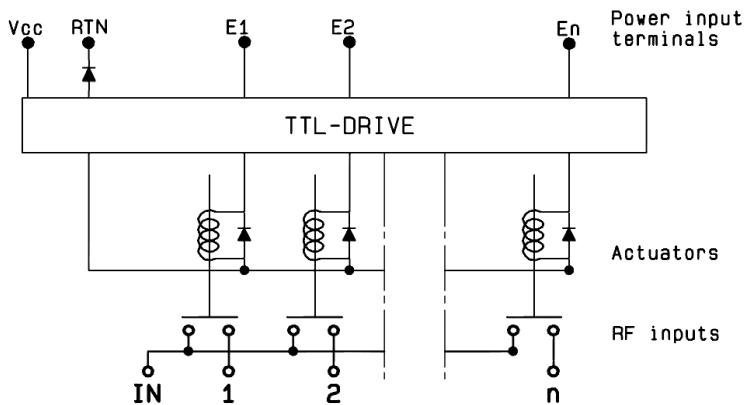 Vcc RTN E1 E2 En Power input
terminals
TTL-DRIVE
Actuators
RF inputs
IN 1 2 n